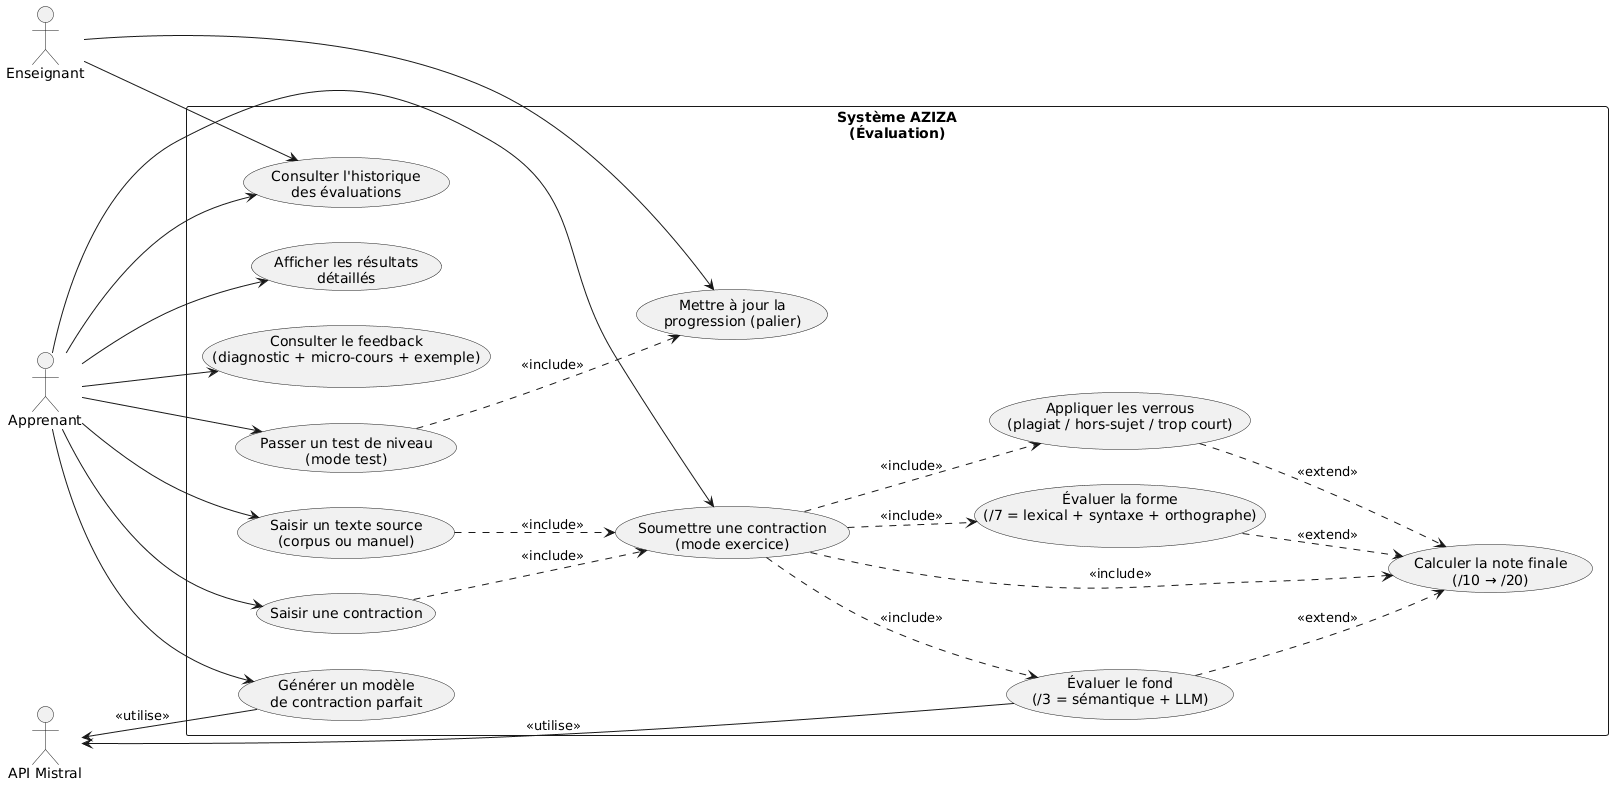 Enseignant
Système AZIZA
(Évaluation)
Consulter l'historique
des évaluations
Afficher les résultats
détaillés
Mettre à jour la
progression (palier)
Consulter le feedback
(diagnostic + micro-cours + exemple)
«include»
Apprenant
Passer un test de niveau
(mode test)
Appliquer les verrous
(plagiat / hors-sujet / trop court)
«include»
«extend»
Saisir un texte source
(corpus ou manuel)
«include»
Soumettre une contraction
(mode exercice)
«include»
Évaluer la forme
(/7 = lexical + syntaxe + orthographe)
«extend»
«include»
«include»
Calculer la note finale
(/10 → /20)
Saisir une contraction
«include»
«extend»
Générer un modèle
de contraction parfait
Évaluer le fond
(/3 = sémantique + LLM)
«utilise»
«utilise»
API Mistral